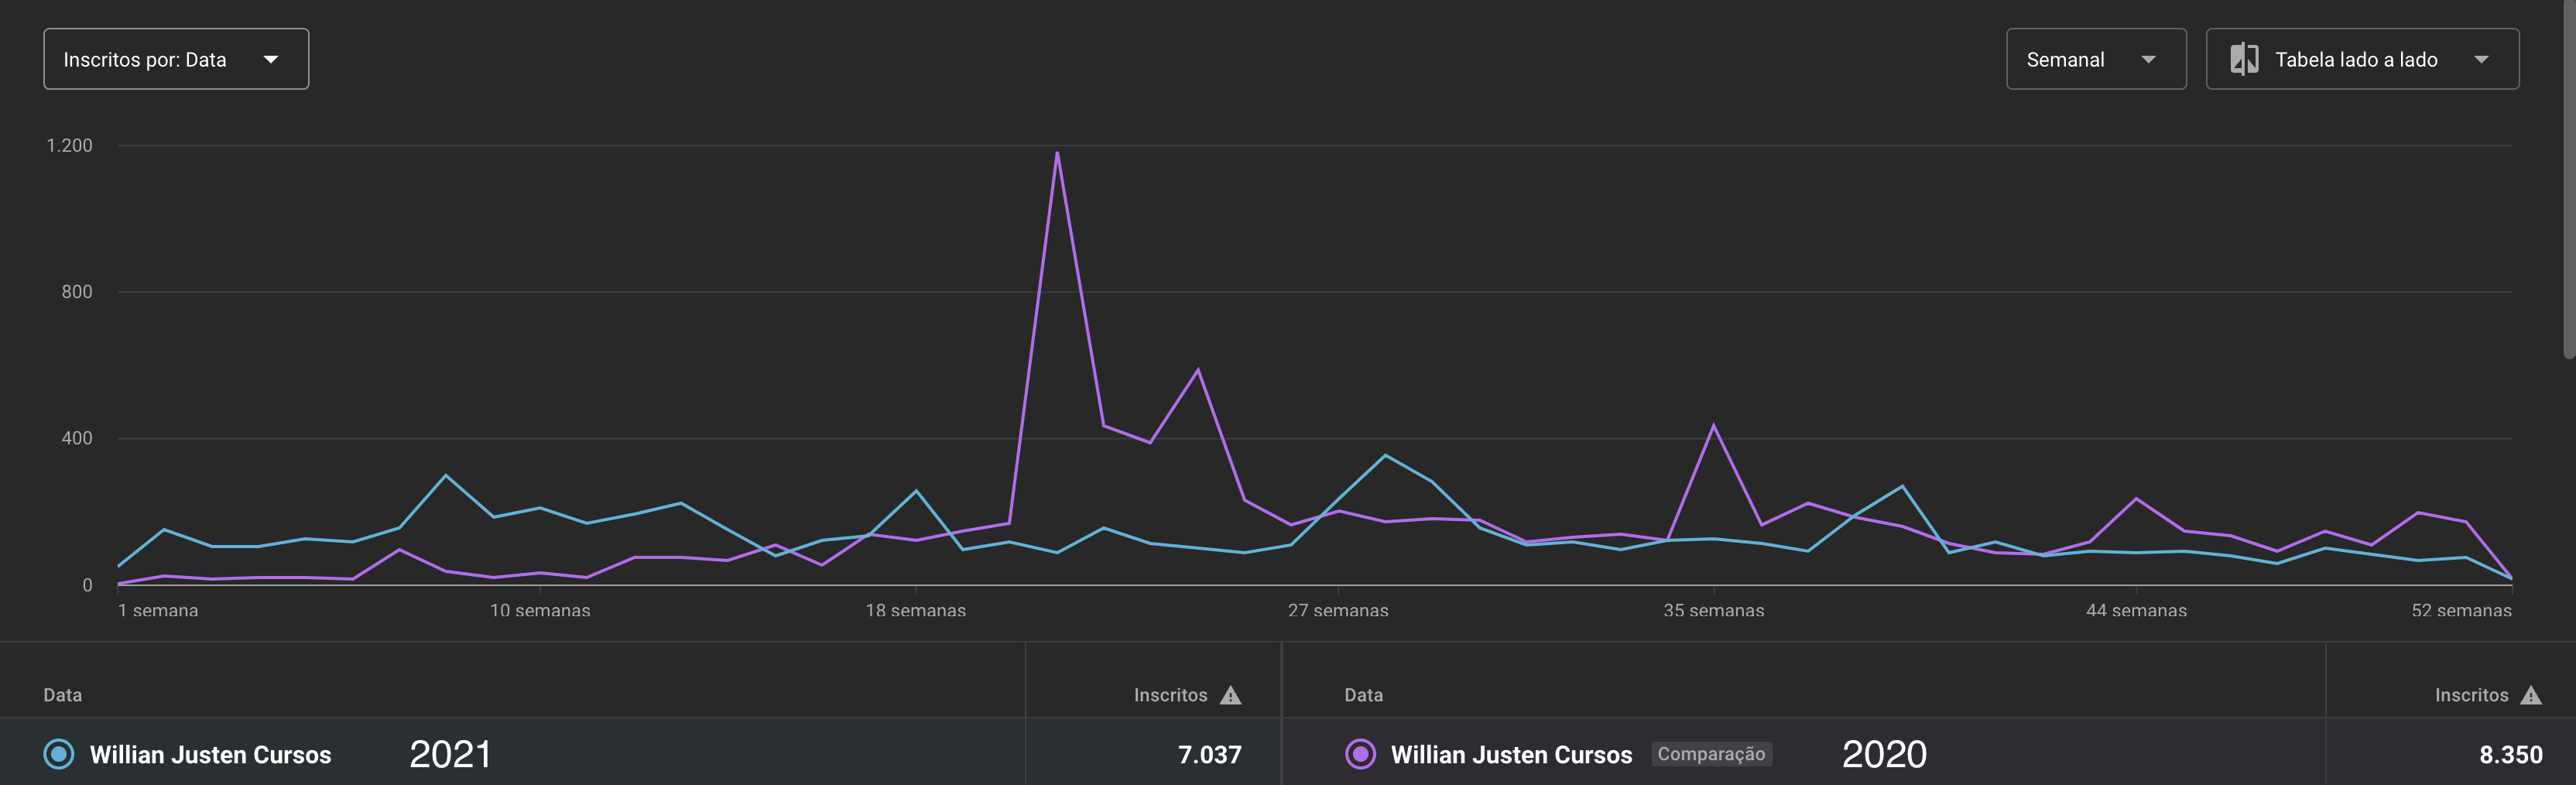 Inscritos por: Data
Semanal
Tabela lado a lado
1.200
800
400
0
1 semana 10 semanas 18 semanas 27 semanas 35 semanas 44 semanas 52 semanas
Data Inscritos Data Inscritos
Willian Justen Cursos 2021 7.037 Willian Justen Cursos Comparação 2020 8.350